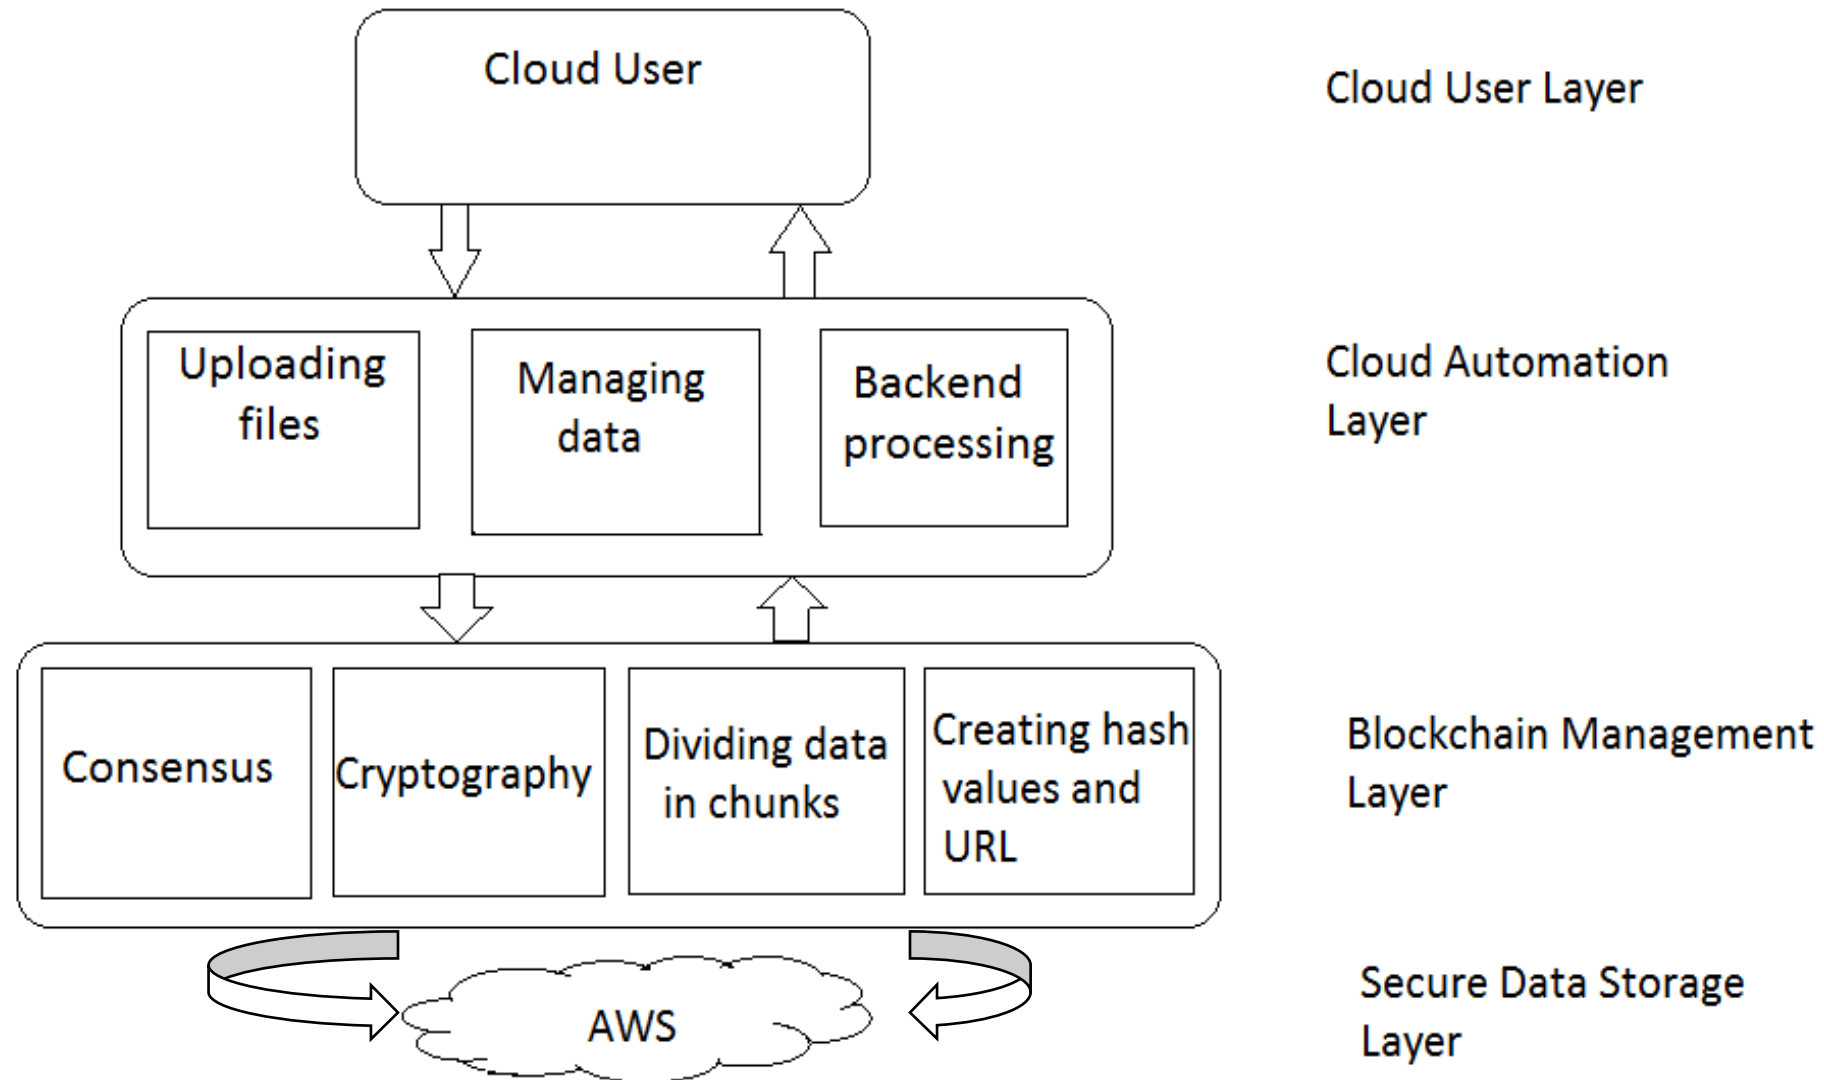 Cloud User
Cloud User Layer
Uploading
files
Managing
data
Backend
processing
Cloud Automation
Layer
Consensus
Cryptography
Dividing data
in chunks
Creating hash
values and
URL
Blockchain Management
Layer
AWS
Secure Data Storage
Layer